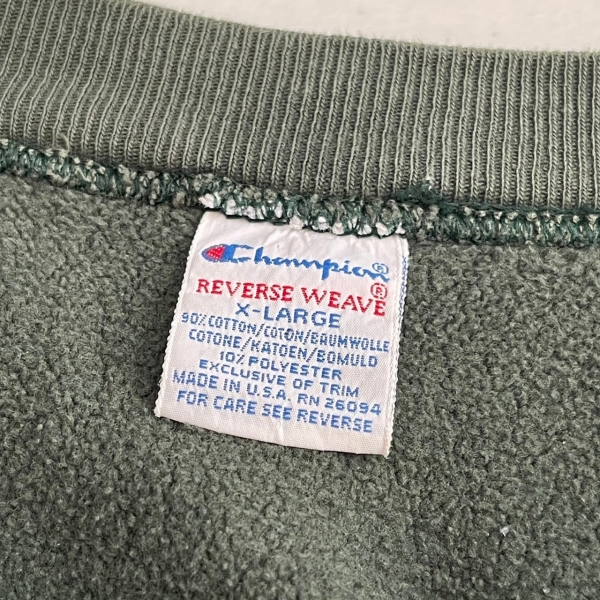 Champion®
REVERSE WEAVE®
X-LARGE
90% COTTON/COTON/BAUMWOLLE
COTONE/KATOEN/BOMULD
10% POLYESTER
EXCLUSIVE OF TRIM
MADE IN U.S.A. RN 26094
FOR CARE SEE REVERSE